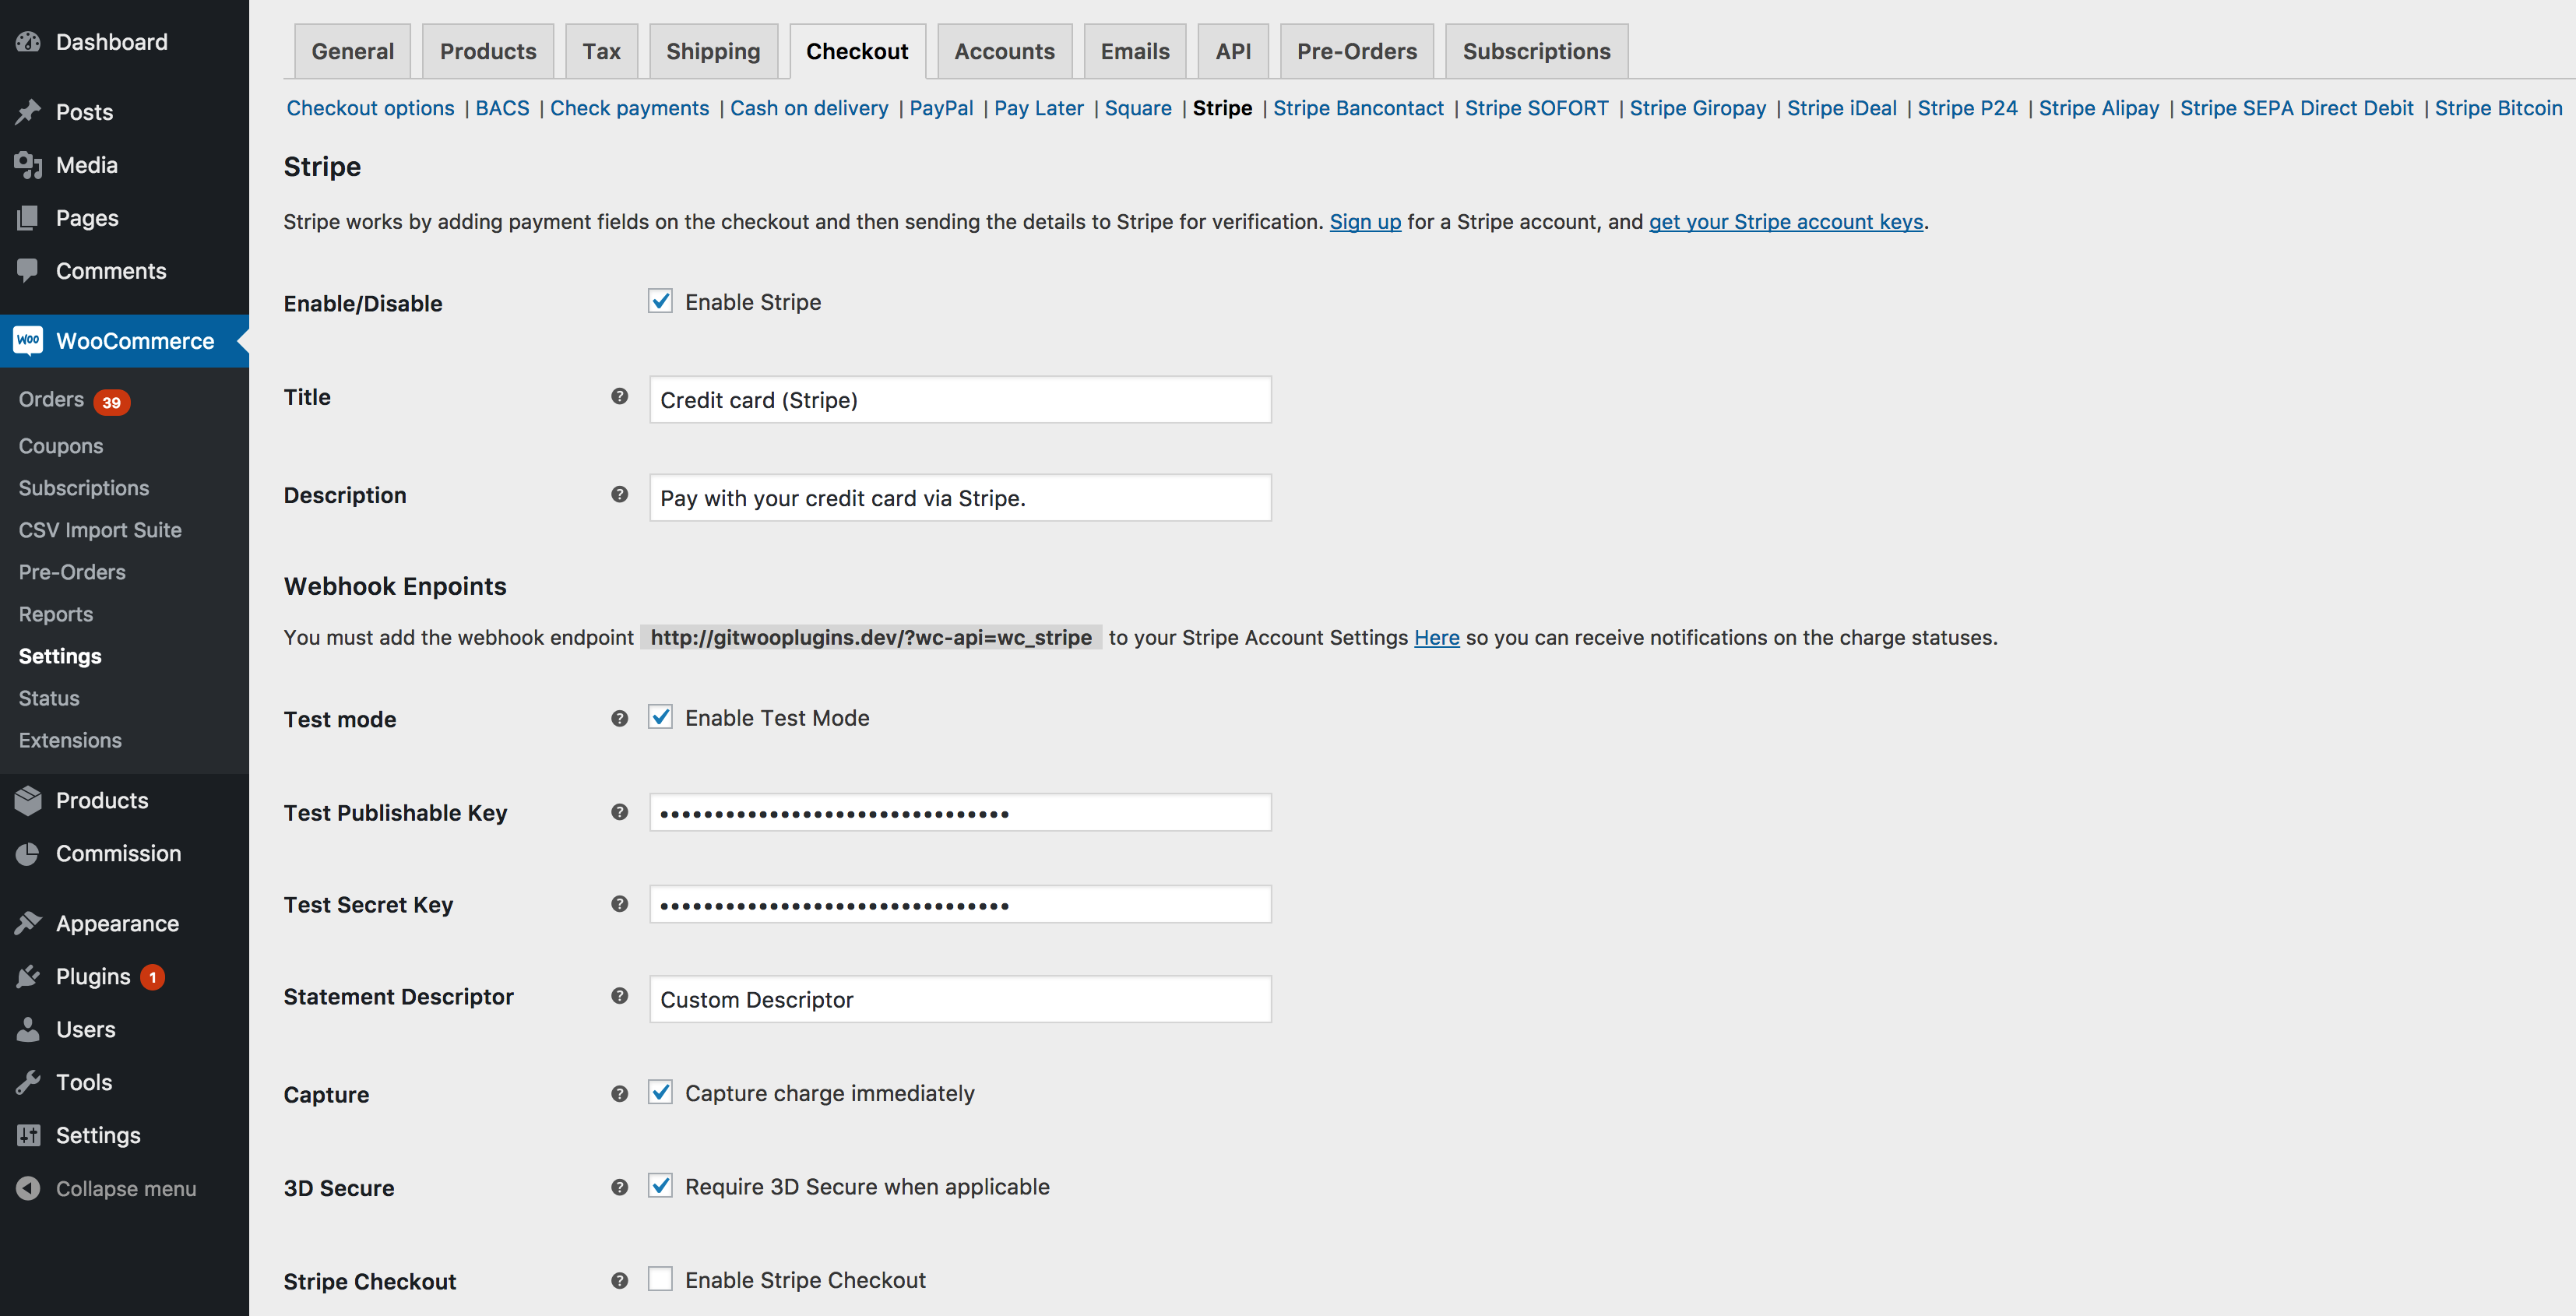 Dashboard
Posts
Media
Pages
Comments
Woo WooCommerce
Orders 39
Coupons
Subscriptions
CSV Import Suite
Pre-Orders
Reports
Settings
Status
Extensions
Products
Commission
Appearance
Plugins 1
Users
Tools
Settings
Collapse menu
General Products Tax Shipping Checkout Accounts Emails API Pre-Orders Subscriptions
Checkout options | BACS | Check payments | Cash on delivery | PayPal | Pay Later | Square | Stripe | Stripe Bancontact | Stripe SOFORT | Stripe Giropay | Stripe iDeal | Stripe P24 | Stripe Alipay | Stripe SEPA Direct Debit | Stripe Bitcoin
Stripe
Stripe works by adding payment fields on the checkout and then sending the details to Stripe for verification. Sign up for a Stripe account, and get your Stripe account keys.
Enable/Disable Enable Stripe
Title ? Credit card (Stripe)
Description ? Pay with your credit card via Stripe.
Webhook Enpoints
You must add the webhook endpoint http://gitwooplugins.dev/?wc-api=wc_stripe to your Stripe Account Settings Here so you can receive notifications on the charge statuses.
Test mode ? Enable Test Mode
Test Publishable Key ? ••••••••••••••••••••••••••••••••
Test Secret Key ? ••••••••••••••••••••••••••••••••
Statement Descriptor ? Custom Descriptor
Capture ? Capture charge immediately
3D Secure ? Require 3D Secure when applicable
Stripe Checkout ? Enable Stripe Checkout